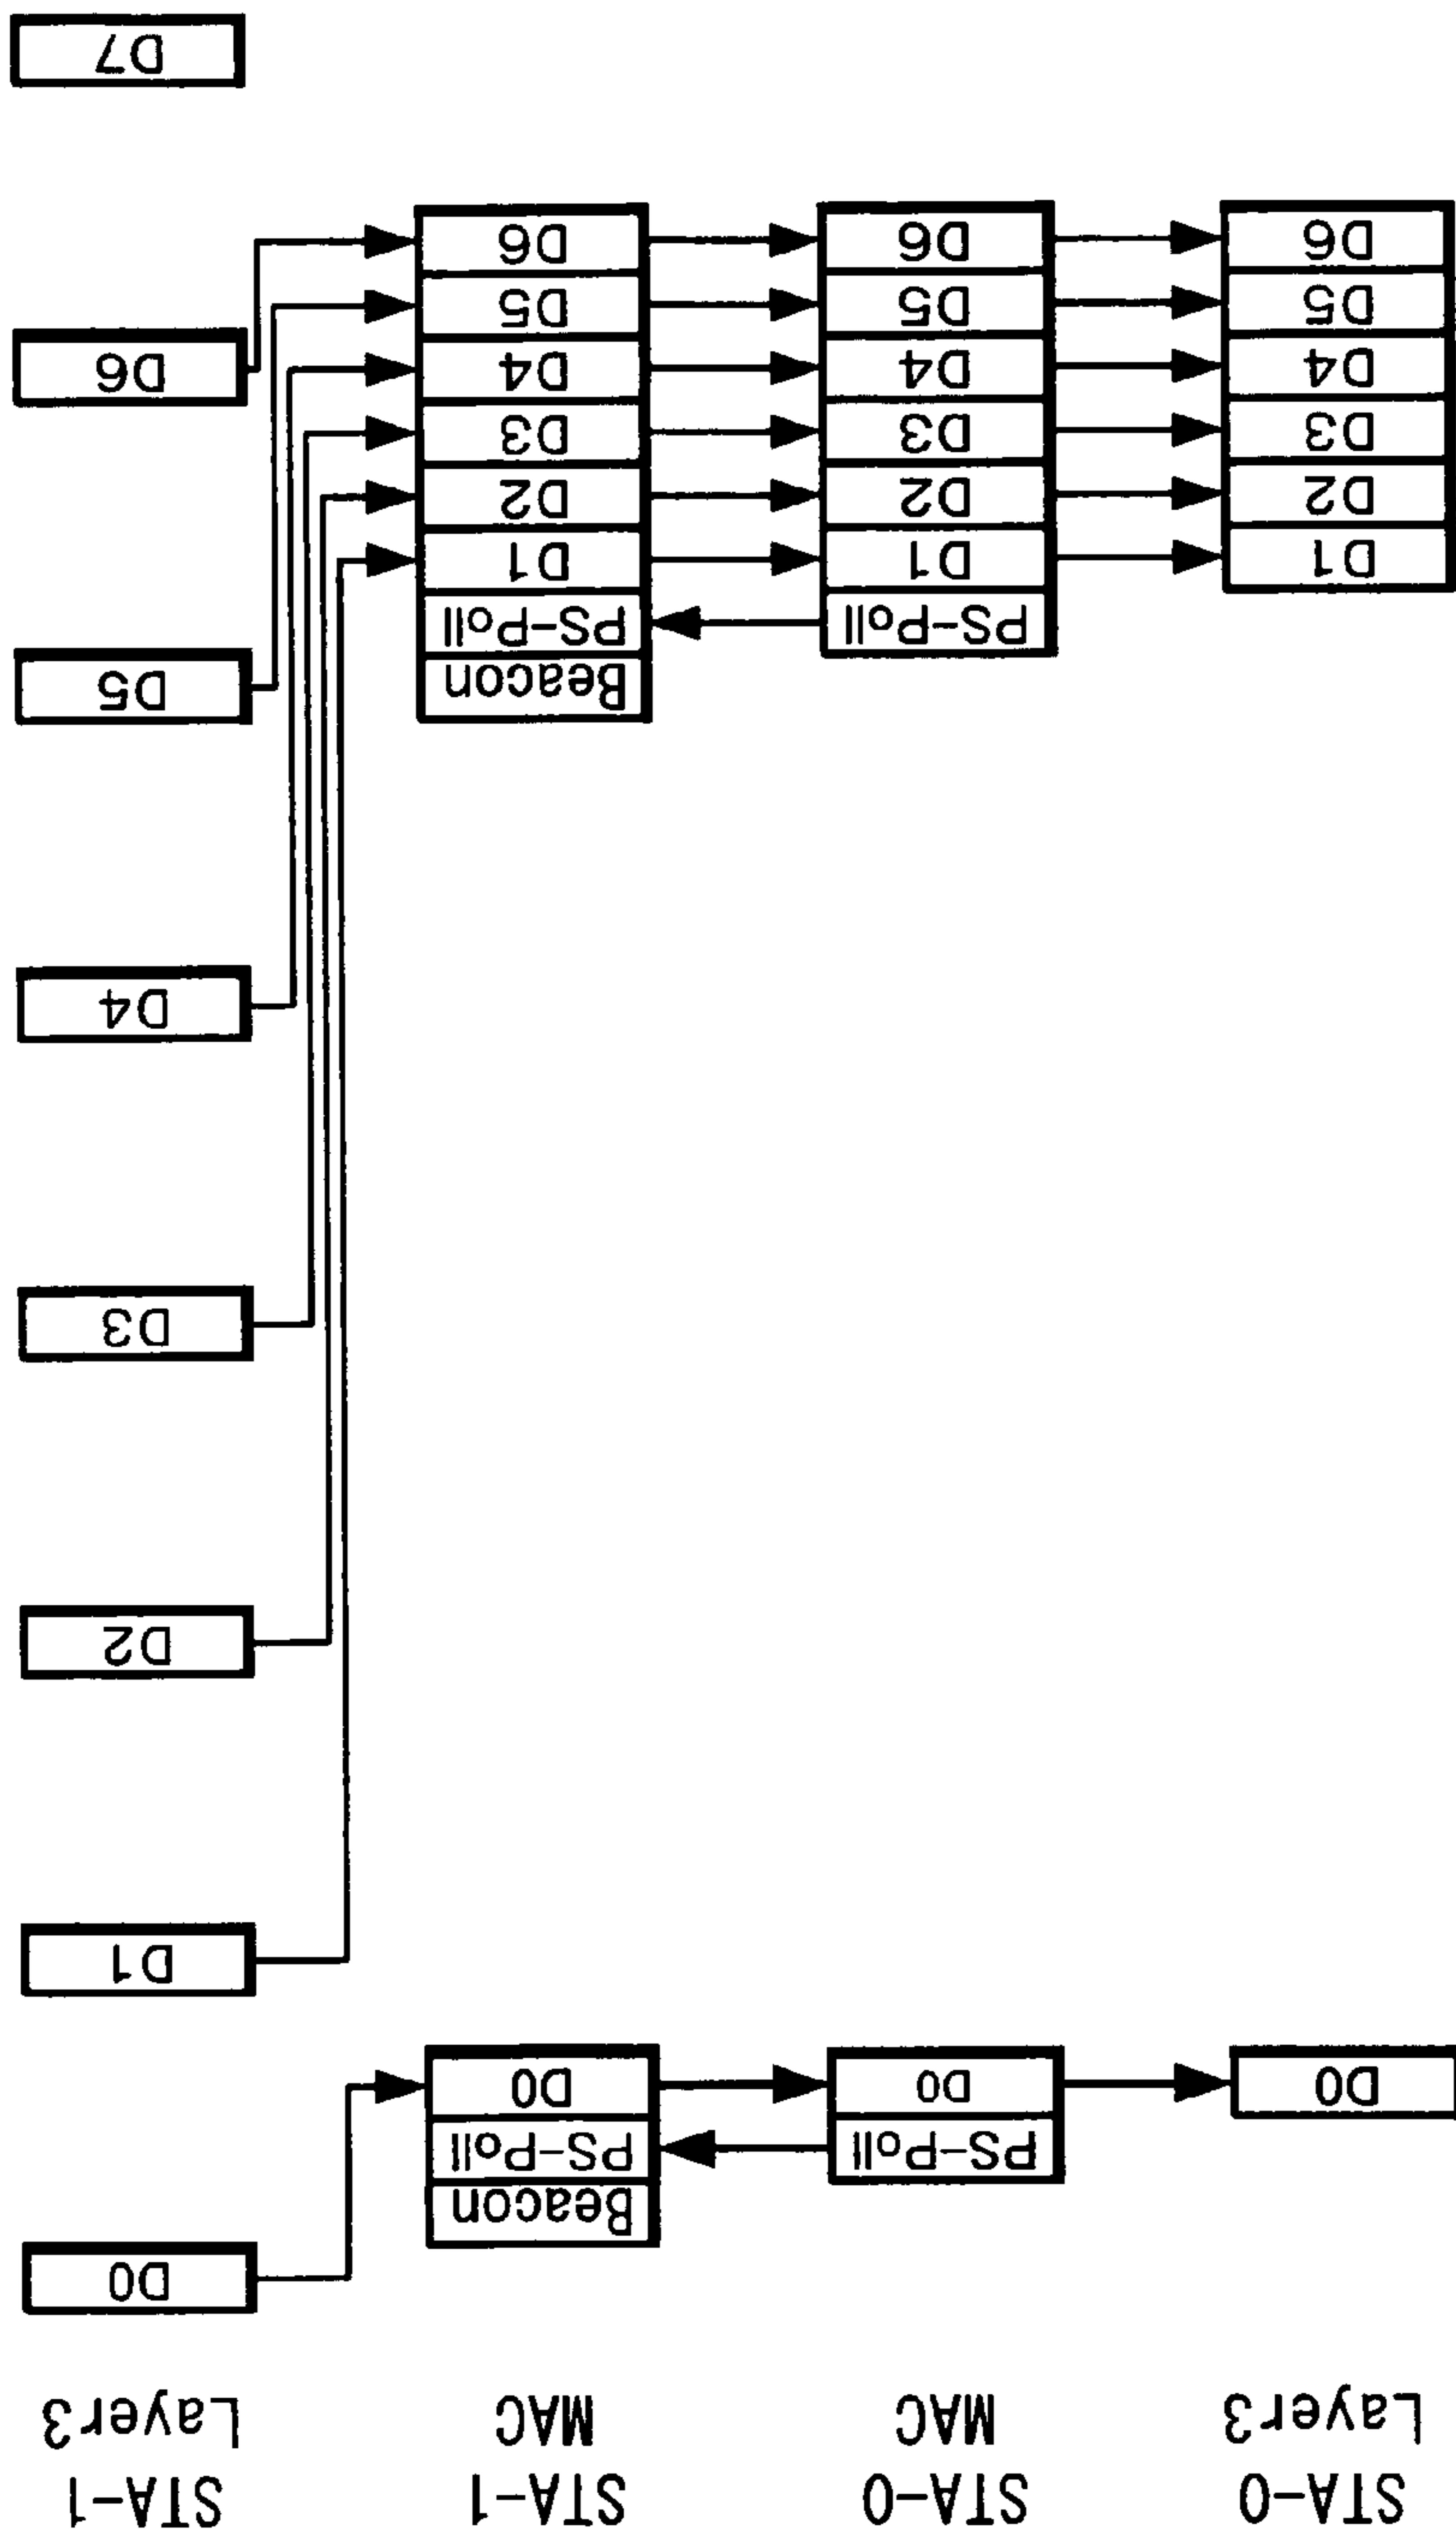 STA-0
Layer3
STA-0
MAC
STA-1
MAC
STA-1
Layer3
D0
Beacon
PS-Poll
PS-Poll
D0
D0
D0
D1
D2
D3
D4
D5
Beacon
PS-Poll
PS-Poll
D1
D1
D1
D2
D2
D2
D3
D3
D3
D4
D4
D4
D6
D5
D5
D5
D6
D6
D6
D7